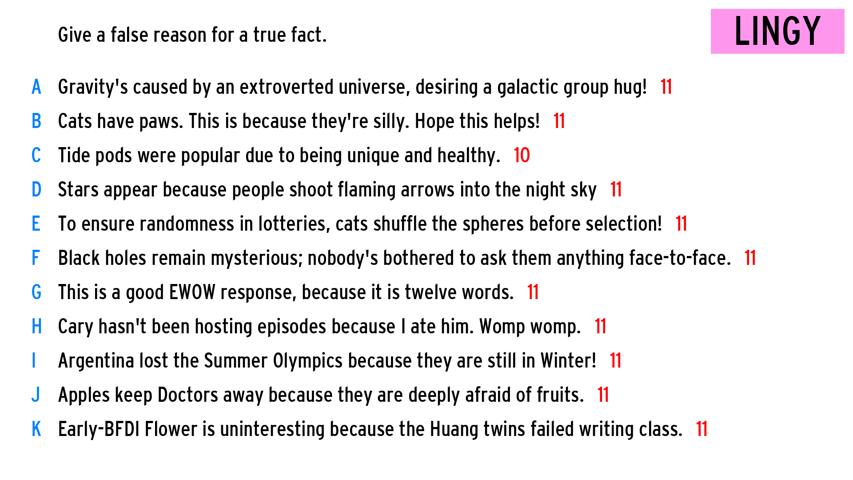 Give a false reason for a true fact.
LINGY
A Gravity's caused by an extroverted universe, desiring a galactic group hug! 11
B Cats have paws. This is because they're silly. Hope this helps! 11
C Tide pods were popular due to being unique and healthy. 10
D Stars appear because people shoot flaming arrows into the night sky 11
E To ensure randomness in lotteries, cats shuffle the spheres before selection! 11
F Black holes remain mysterious; nobody's bothered to ask them anything face-to-face. 11
G This is a good EWOW response, because it is twelve words. 11
H Cary hasn't been hosting episodes because I ate him. Womp womp. 11
I Argentina lost the Summer Olympics because they are still in Winter! 11
J Apples keep Doctors away because they are deeply afraid of fruits. 11
K Early-BFDI Flower is uninteresting because the Huang twins failed writing class. 11